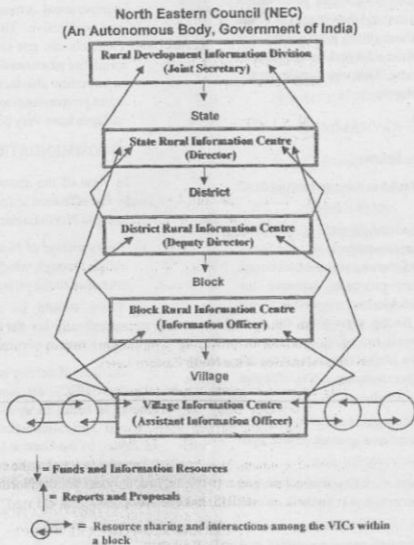 North Eastern Council (NEC)
(An Autonomous Body, Government of India)
Rural Development Information Division
(Joint Secretary)
State
State Rural Information Centre
(Director)
District
District Rural Information Centre
(Deputy Director)
Block
Block Rural Information Centre
(Information Officer)
Village
Village Information Centre
(Assistant Information Officer)
= Funds and Information Resources
= Reports and Proposals
= Resource sharing and interactions among the VICs within
a block